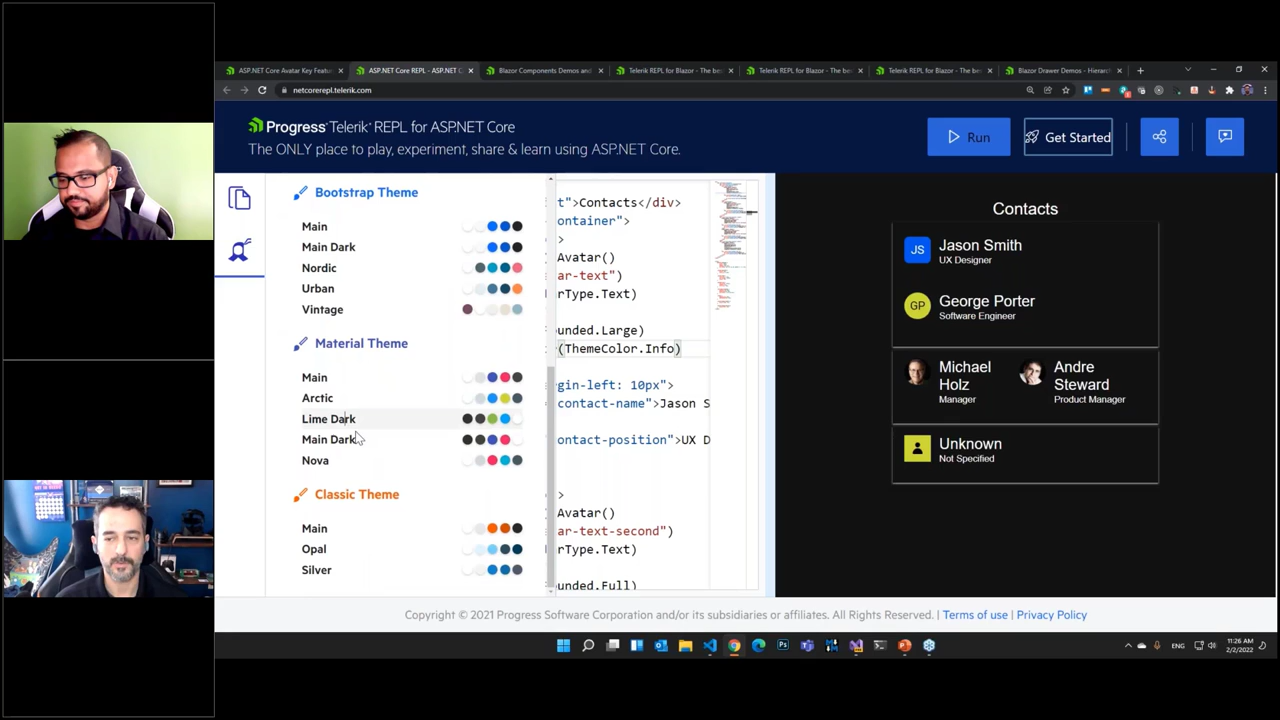 ASP.NET Core Avatar Key Featur
ASP.NET Core REPL - ASP.NET C
Blazor Components Demos and
Telerik REPL for Blazor - The be
Telerik REPL for Blazor - The be
Telerik REPL for Blazor - The be
Blazor Drawer Demos - Hierarch
netcorerepl.telerik.com
Progress Telerik REPL for ASP.NET Core
The ONLY place to play, experiment, share & learn using ASP.NET Core.
Run
Get Started
Bootstrap Theme
Main
Main Dark
Nordic
Urban
Vintage
Material Theme
Main
Arctic
Lime Dark
Main Dark
Nova
Classic Theme
Main
Opal
Silver
t">Contacts</div>
ontainer">
>
Avatar()
ar-text")
rType.Text)
unded.Large)
(ThemeColor.Info)
gin-left: 10px">
contact-name">Jason S
ontact-position">UX D
>
Avatar()
ar-text-second")
rType.Text)
unded.Full)
Contacts
JS
Jason Smith
UX Designer
GP
George Porter
Software Engineer
Michael
Holz
Manager
Andre
Steward
Product Manager
Unknown
Not Specified
Copyright © 2021 Progress Software Corporation and/or its subsidiaries or affiliates. All Rights Reserved. | Terms of use | Privacy Policy
ENG
11:26 AM
2/2/2022